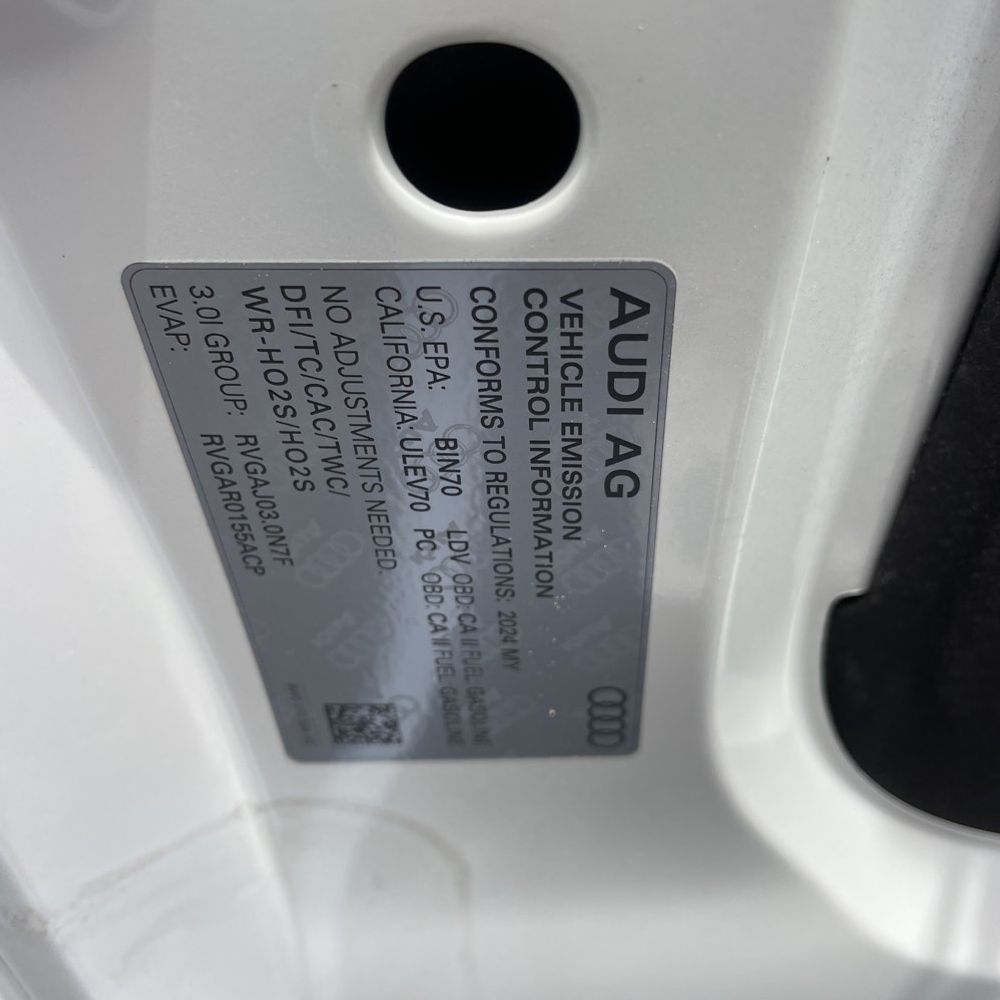 AUDI AG
VEHICLE EMISSION
CONTROL INFORMATION
CONFORMS TO REGULATIONS: 2024 MY
U.S. EPA: BIN70 LDV OBD: CA II FUEL: GASOLINE
CALIFORNIA: ULEV70 PC OBD: CA II FUEL: GASOLINE
NO ADJUSTMENTS NEEDED.
DFI/TC/CAC/TWC/
WR-HO2S/HO2S
3.0l GROUP: RVGAJ03.0N7F
EVAP: RVGAR0155ACP